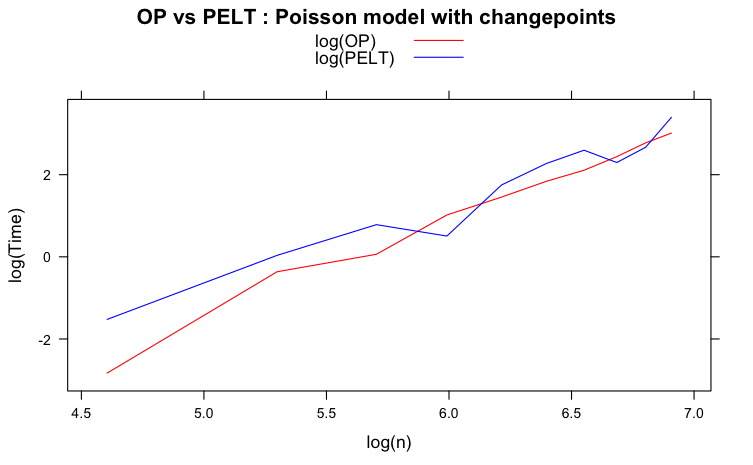 OP vs PELT : Poisson model with changepoints
log(OP)
log(PELT)
log(Time)
2
0
-2
4.5 5.0 5.5 6.0 6.5 7.0
log(n)